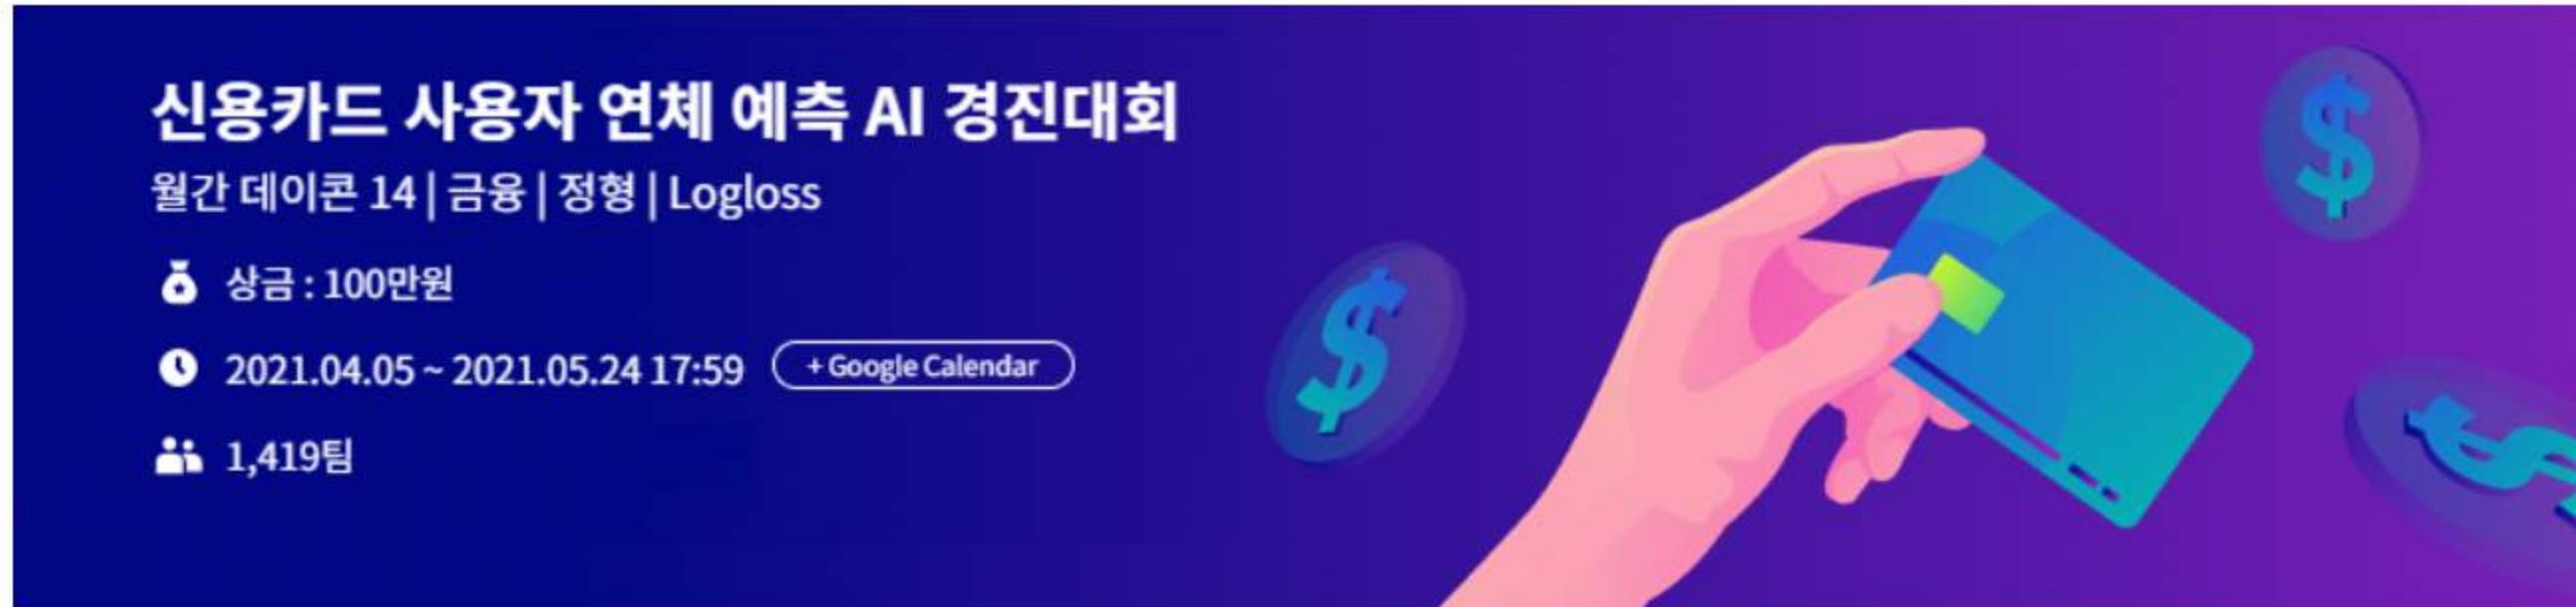 신용카드 사용자 연체 예측 AI 경진대회
월간 데이콘 14 | 금융 | 정형 | Logloss
상금 : 100만원
2021.04.05 ~ 2021.05.24 17:59 + Google Calendar
1,419팀